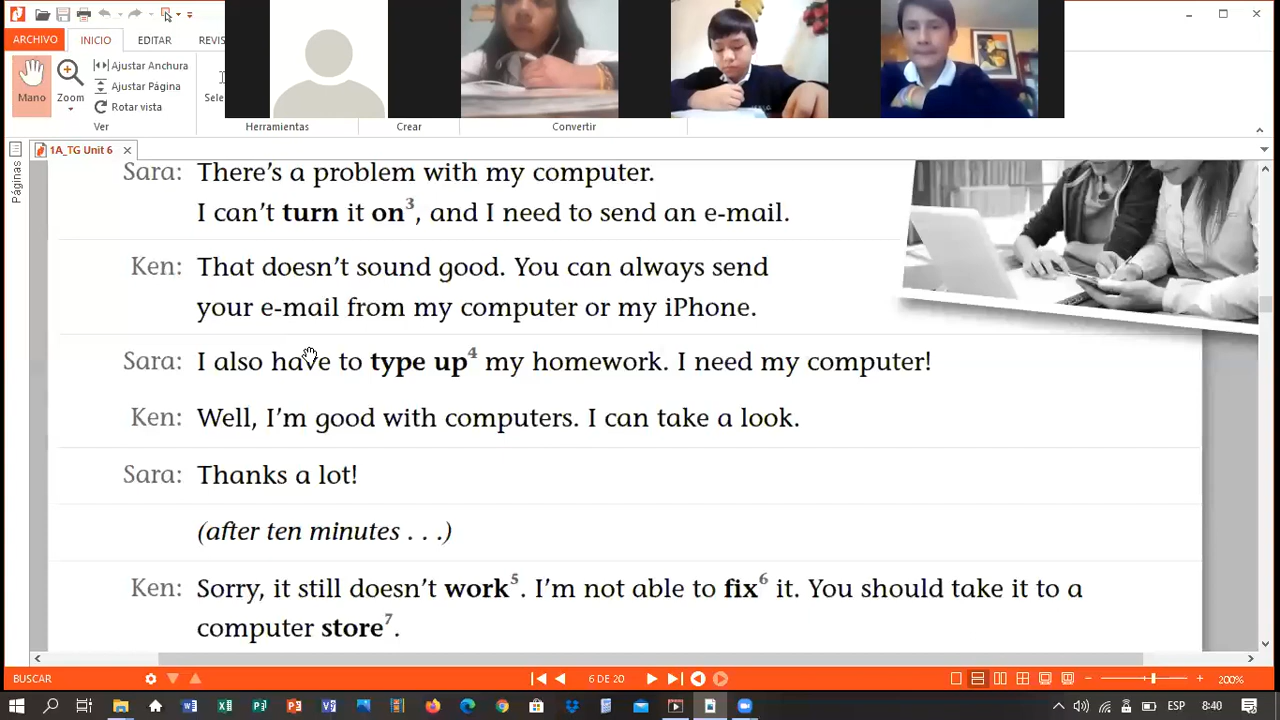 ARCHIVO INICIO EDITAR REVIS
Mano
Zoom
Ajustar Anchura
Ajustar Página
Rotar vista
Sele
Ver
Herramientas
Crear
Convertir
1A_TG Unit 6
Páginas
Sara: There's a problem with my computer.
I can't turn it on³, and I need to send an e-mail.
Ken: That doesn't sound good. You can always send
your e-mail from my computer or my iPhone.
Sara: I also have to type up⁴ my homework. I need my computer!
Ken: Well, I'm good with computers. I can take a look.
Sara: Thanks a lot!
(after ten minutes . . .)
Ken: Sorry, it still doesn't work⁵. I'm not able to fix⁶ it. You should take it to a
computer store⁷.
BUSCAR
6 DE 20
200%
ESP 8:40